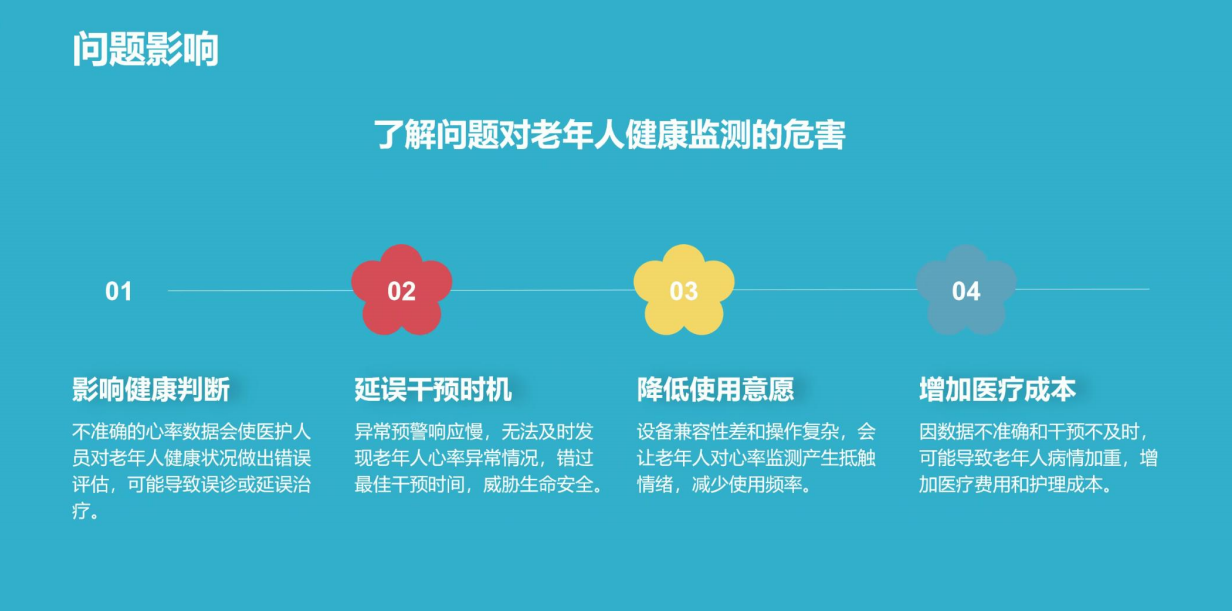 问题影响
了解问题对老年人健康监测的危害
01
02
03
04
影响健康判断
不准确的心率数据会使医护人
员对老年人健康状况做出错误
评估，可能导致误诊或延误治
疗。
延误干预时机
异常预警响应慢，无法及时发
现老年人心率异常情况，错过
最佳干预时间，威胁生命安全。
降低使用意愿
设备兼容性差和操作复杂，会
让老年人对心率监测产生抵触
情绪，减少使用频率。
增加医疗成本
因数据不准确和干预不及时，
可能导致老年人病情加重，增
加医疗费用和护理成本。